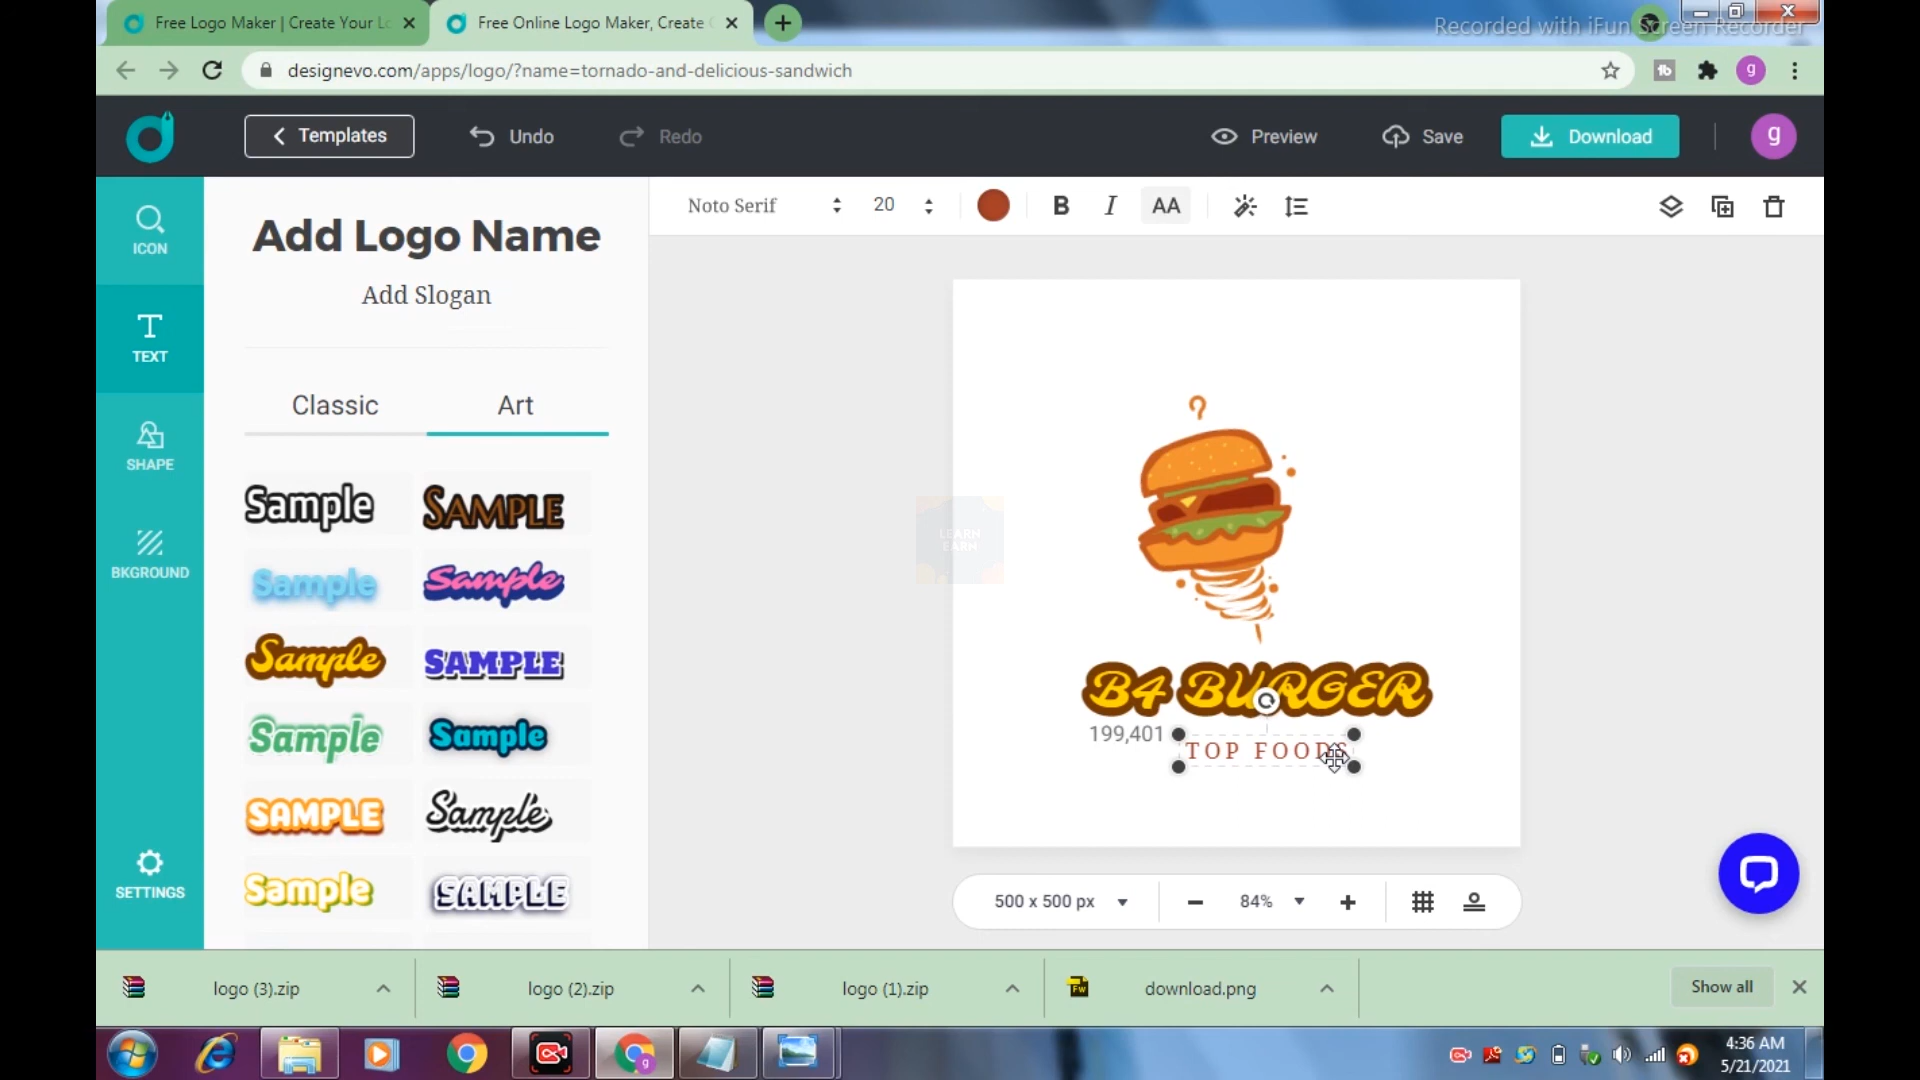 Free Logo Maker | Create Your Lo
Free Online Logo Maker, Create
Recorded with iFun Screen Recorder
designevo.com/apps/logo/?name=tornado-and-delicious-sandwich
g
Templates
Undo
Redo
Preview
Save
Download
g
ICON
TEXT
SHAPE
BKGROUND
SETTINGS
Add Logo Name
Add Slogan
Classic
Art
Noto Serif
20
B
I
AA
Sample
SAMPLE
Sample
Sample
Sample
SAMPLE
Sample
Sample
SAMPLE
Sample
Sample
SAMPLE
LEARN
EARN
B4 BURGER
199,401
TOP FOODS
500 x 500 px
84%
logo (3).zip
logo (2).zip
logo (1).zip
download.png
Show all
4:36 AM
5/21/2021